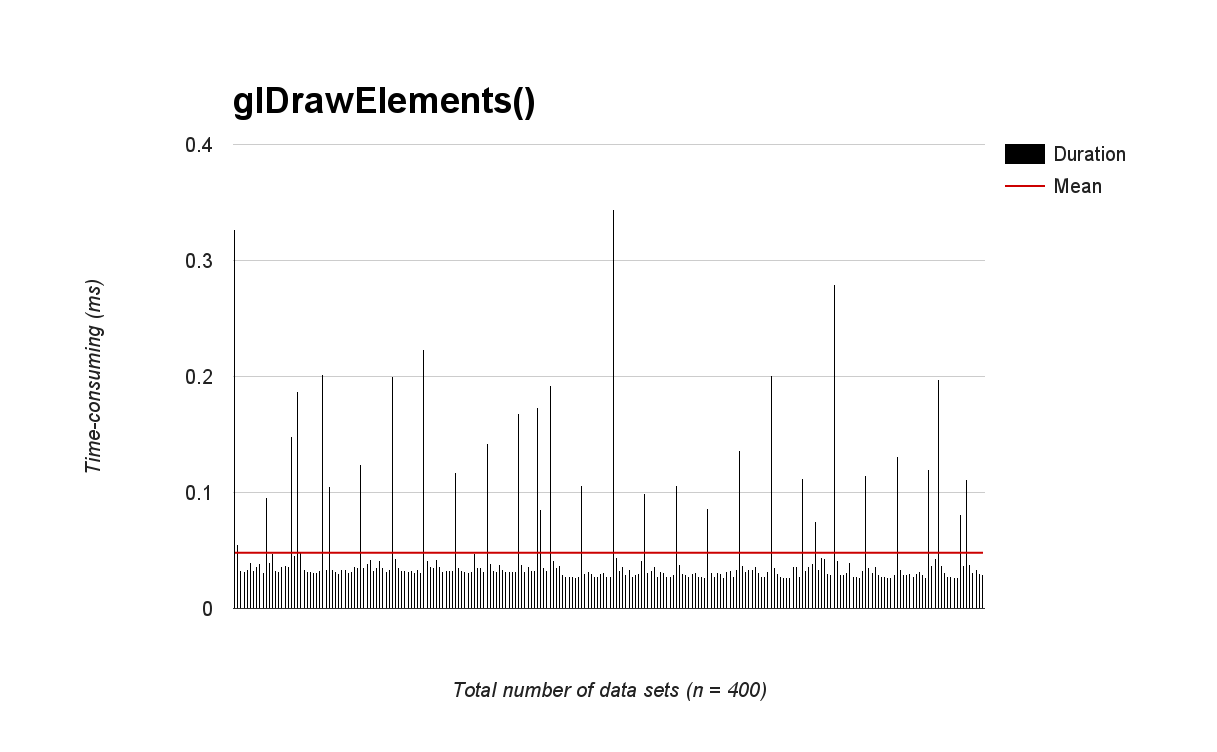 glDrawElements()
0.4
0.3
0.2
0.1
0
Time-consuming (ms)
Duration
Mean
Total number of data sets (n = 400)